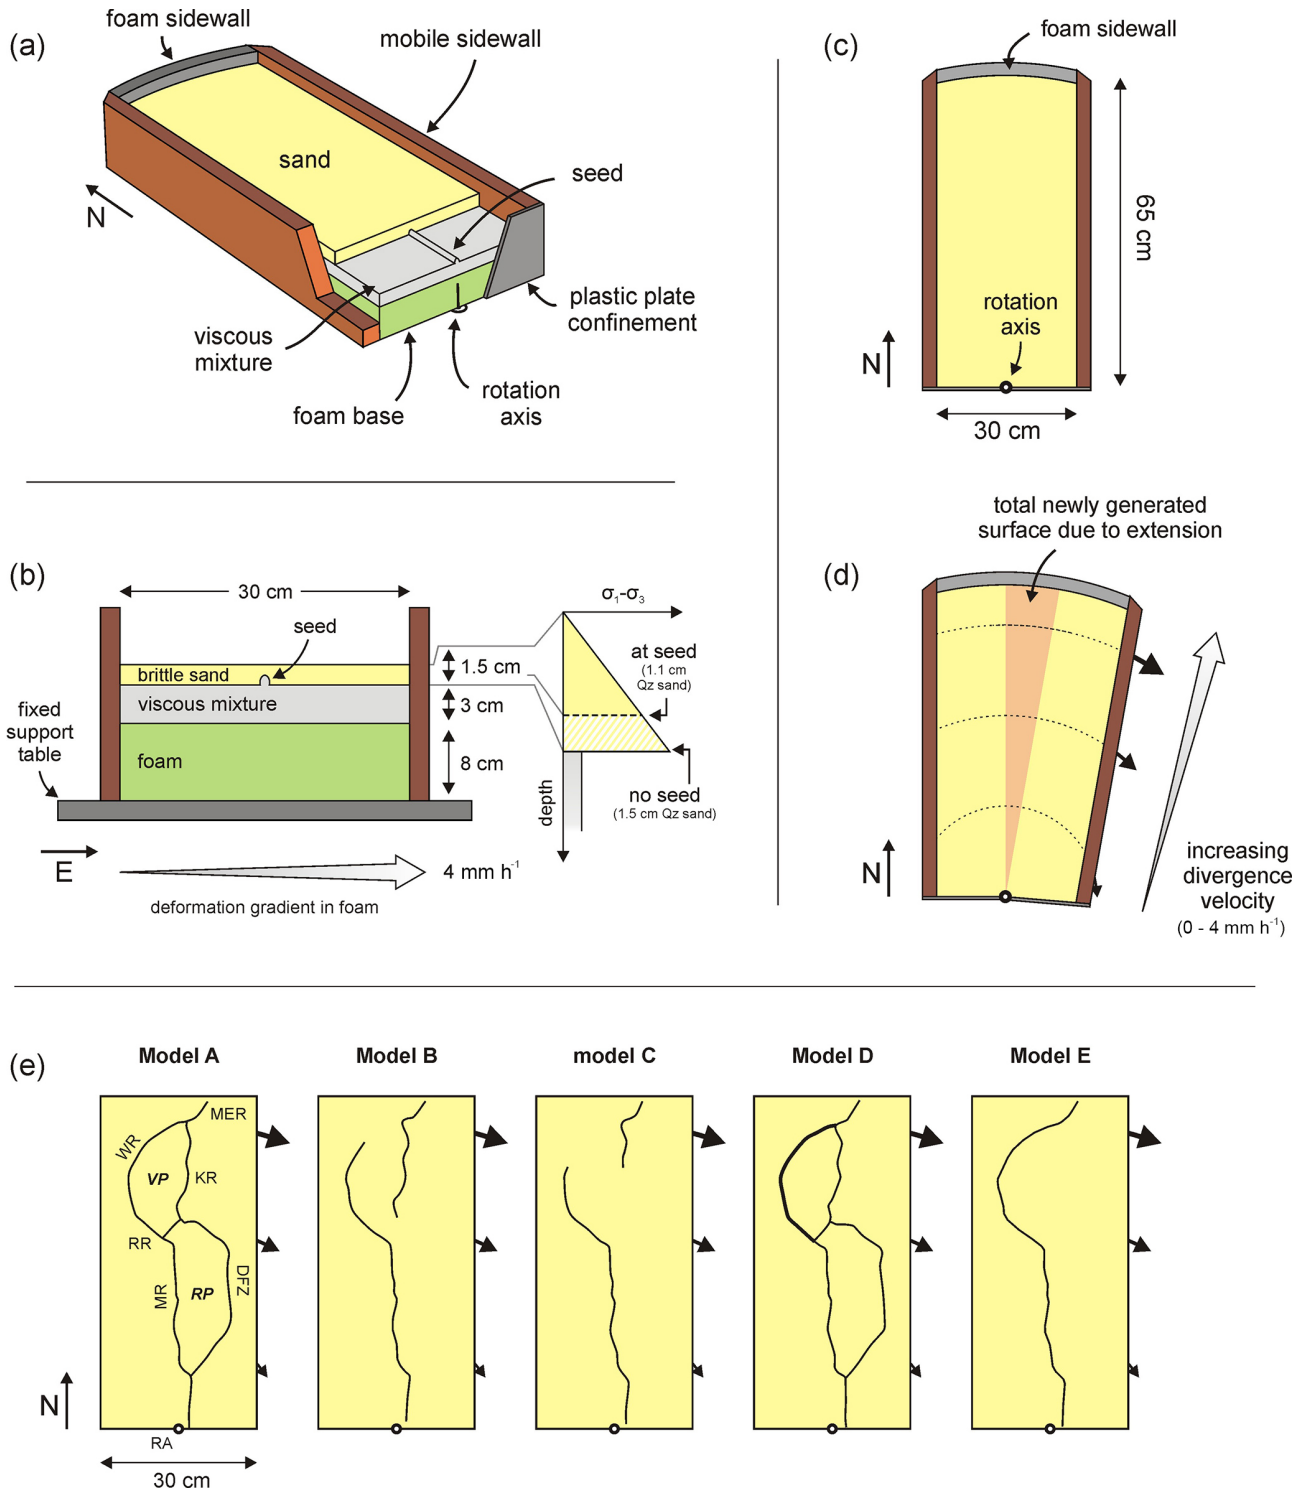 (a)
foam sidewall
mobile sidewall
sand
seed
N
viscous
mixture
foam base
rotation
axis
plastic plate
confinement
(b)
30 cm
seed
brittle sand
viscous mixture
foam
fixed
support
table
1.5 cm
3 cm
8 cm
σ1-σ3
at seed
(1.1 cm
Qz sand)
no seed
(1.5 cm Qz sand)
depth
E
4 mm h-1
deformation gradient in foam
(c)
foam sidewall
65 cm
rotation
axis
N
30 cm
(d)
total newly generated
surface due to extension
N
increasing
divergence
velocity
(0 - 4 mm h-1)
(e)
Model A
Model B
model C
Model D
Model E
MER
WR
VP
KR
RR
MR
RP
DFZ
N
RA
30 cm